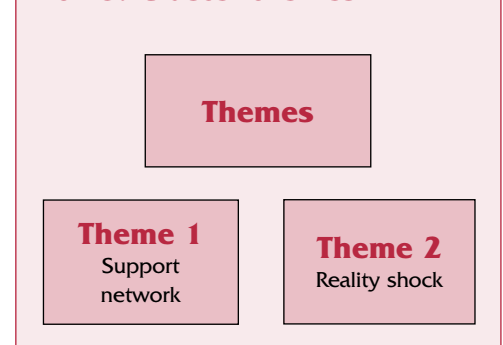 Themes
Theme 1
Support
network
Theme 2
Reality shock